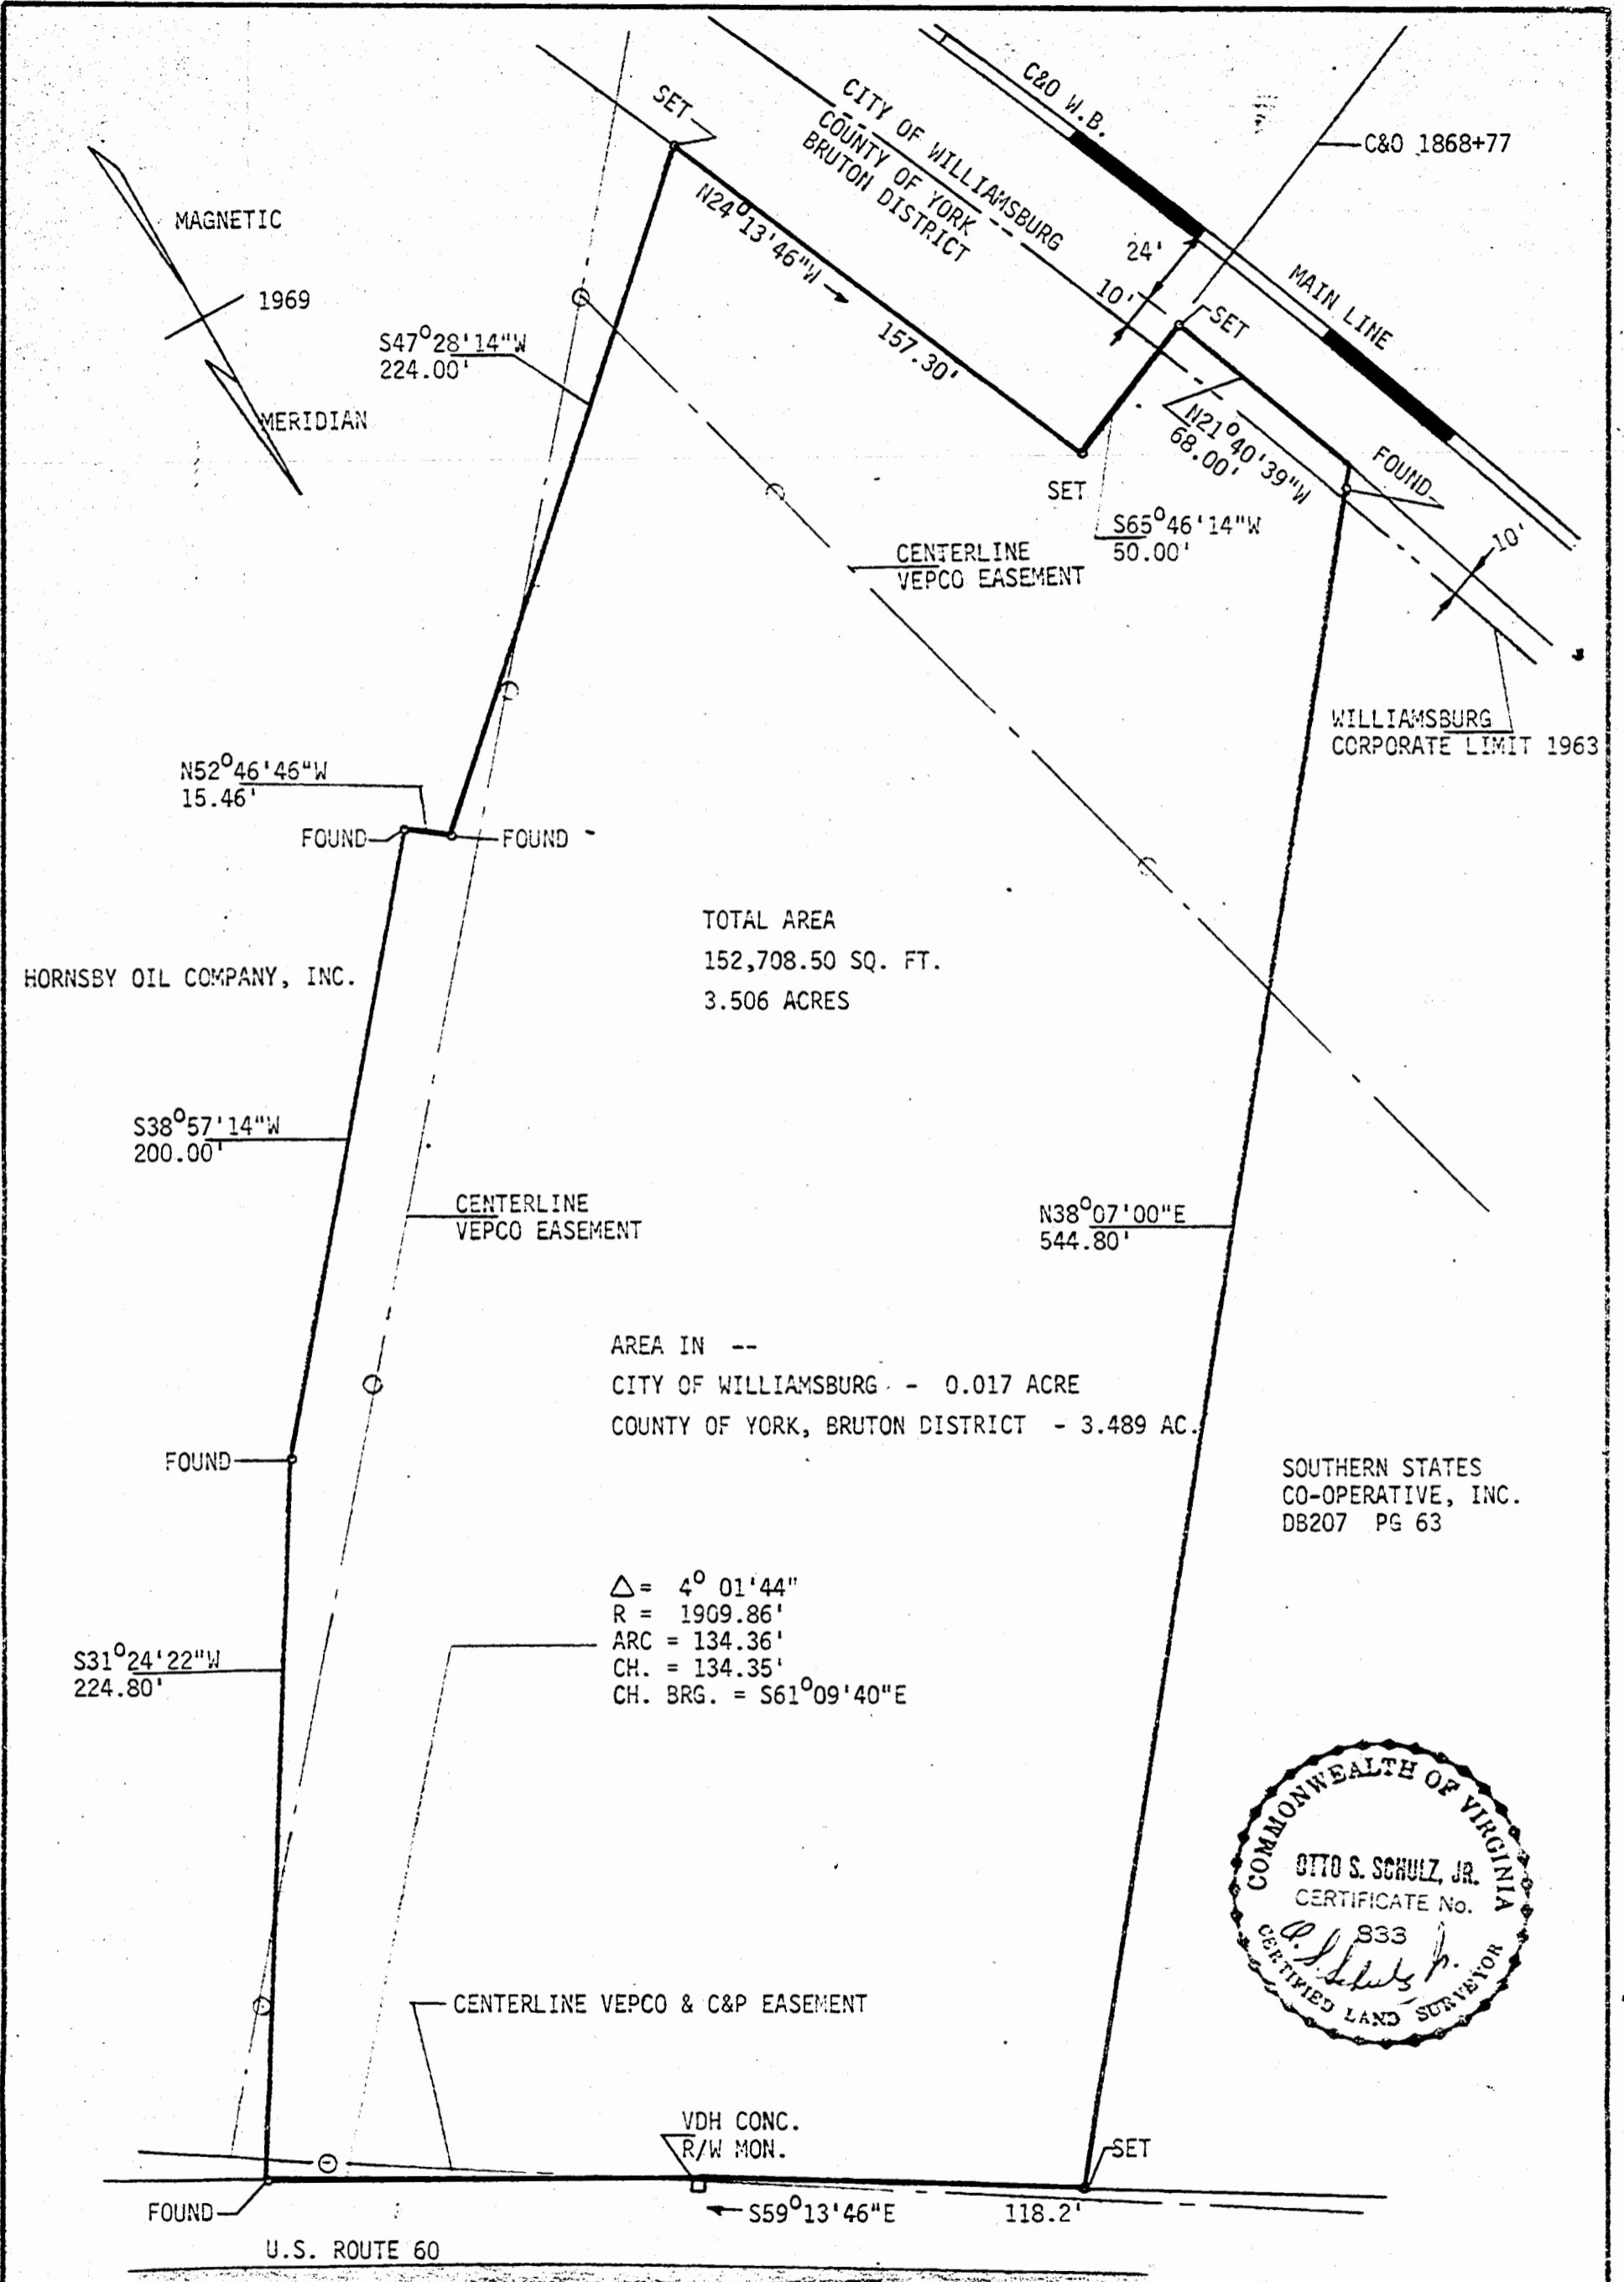 C&O W.B.
SET
CITY OF WILLIAMSBURG
COUNTY OF YORK
BRUTON DISTRICT
C&O 1868+77
MAGNETIC
1969
MERIDIAN
N24°13'46"W
157.30'
24'
10'
MAIN LINE
SET
S47°28'14"W
224.00'
N21°40'39"W
68.00'
FOUND
SET
S65°46'14"W
50.00'
10'
CENTERLINE
VEPCO EASEMENT
WILLIAMSBURG
CORPORATE LIMIT 1963
N52°46'46"W
15.46'
FOUND
FOUND
TOTAL AREA
152,708.50 SQ. FT.
3.506 ACRES
HORNSBY OIL COMPANY, INC.
S38°57'14"W
200.00'
CENTERLINE
VEPCO EASEMENT
N38°07'00"E
544.80'
AREA IN --
CITY OF WILLIAMSBURG - 0.017 ACRE
COUNTY OF YORK, BRUTON DISTRICT - 3.489 AC.
FOUND
SOUTHERN STATES
CO-OPERATIVE, INC.
DB207 PG 63
△= 4° 01'44"
R = 1909.86'
ARC = 134.36'
CH. = 134.35'
CH. BRG. = S61°09'40"E
S31°24'22"W
224.80'
COMMONWEALTH OF VIRGINIA
OTTO S. SCHULZ, JR.
CERTIFICATE No.
833
O. S. Schulz Jr.
CERTIFIED LAND SURVEYOR
CENTERLINE VEPCO & C&P EASEMENT
VDH CONC.
R/W MON.
SET
FOUND
S59°13'46"E
118.2'
U.S. ROUTE 60